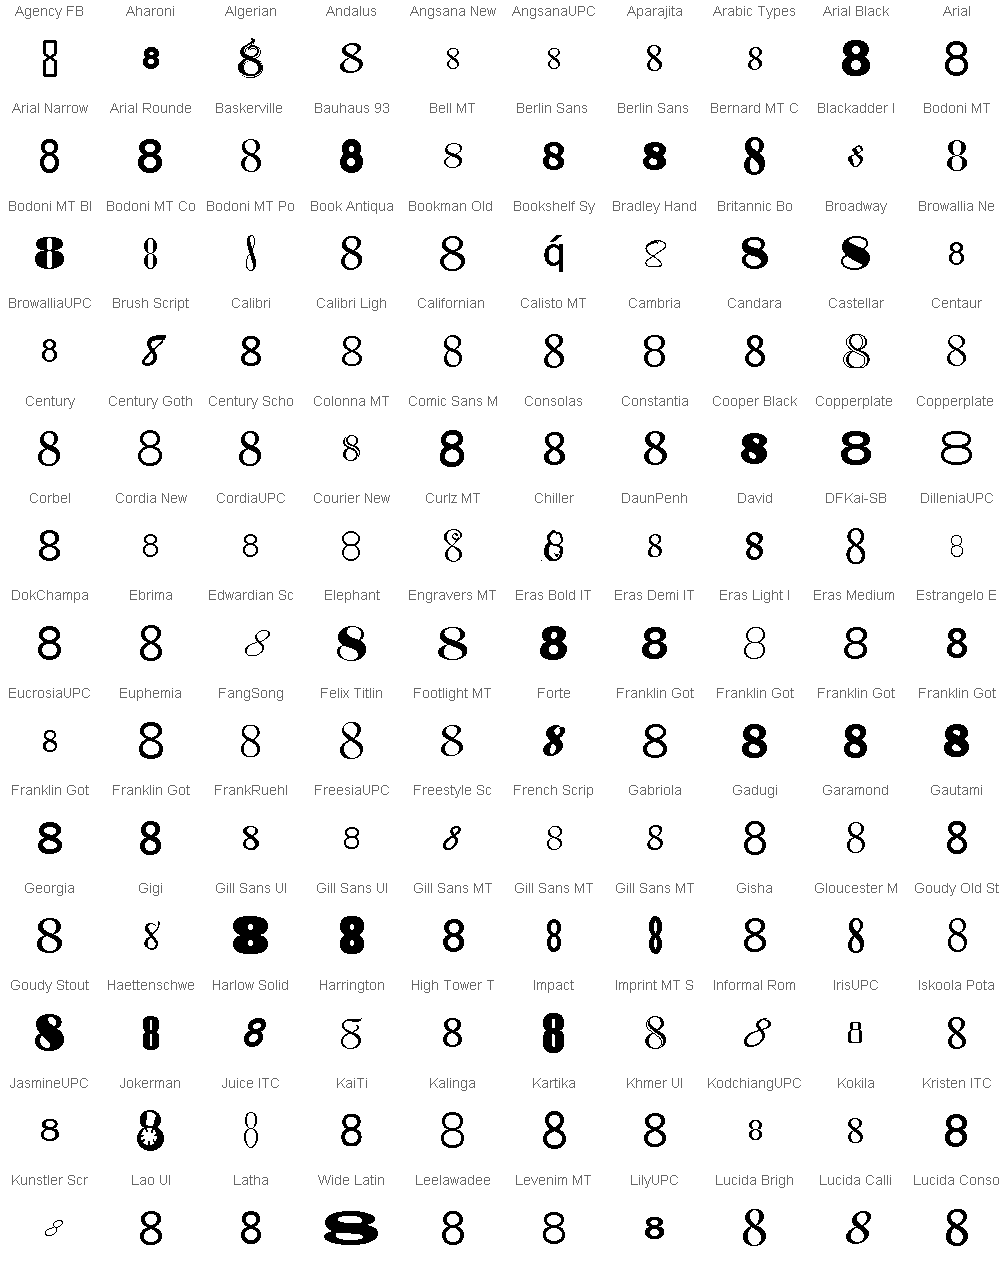 Agency FB Aharoni Algerian Andalus Angsana New AngsanaUPC Aparajita Arabic Types Arial Black Arial
8 8 8 8 8 8 8 8 8 8
Arial Narrow Arial Rounde Baskerville Bauhaus 93 Bell MT Berlin Sans Berlin Sans Bernard MT C Blackadder I Bodoni MT
8 8 8 8 8 8 8 8 8 8
Bodoni MT Bl Bodoni MT Co Bodoni MT Po Book Antiqua Bookman Old Bookshelf Sy Bradley Hand Britannic Bo Broadway Browallia Ne
8 8 8 8 8 q́ 8 8 8 8
BrowalliaUPC Brush Script Calibri Calibri Ligh Californian Calisto MT Cambria Candara Castellar Centaur
8 8 8 8 8 8 8 8 8 8
Century Century Goth Century Scho Colonna MT Comic Sans M Consolas Constantia Cooper Black Copperplate Copperplate
8 8 8 8 8 8 8 8 8 8
Corbel Cordia New CordiaUPC Courier New Curlz MT Chiller DaunPenh David DFKai-SB DilleniaUPC
8 8 8 8 8 8 8 8 8 8
DokChampa Ebrima Edwardian Sc Elephant Engravers MT Eras Bold IT Eras Demi IT Eras Light I Eras Medium Estrangelo E
8 8 8 8 8 8 8 8 8 8
EucrosiaUPC Euphemia FangSong Felix Titlin Footlight MT Forte Franklin Got Franklin Got Franklin Got Franklin Got
8 8 8 8 8 8 8 8 8 8
Franklin Got Franklin Got FrankRuehl FreesiaUPC Freestyle Sc French Scrip Gabriola Gadugi Garamond Gautami
8 8 8 8 8 8 8 8 8 8
Georgia Gigi Gill Sans Ul Gill Sans Ul Gill Sans MT Gill Sans MT Gill Sans MT Gisha Gloucester M Goudy Old St
8 8 8 8 8 8 8 8 8 8
Goudy Stout Haettenschwe Harlow Solid Harrington High Tower T Impact Imprint MT S Informal Rom IrisUPC Iskoola Pota
8 8 8 8 8 8 8 8 8 8
JasmineUPC Jokerman Juice ITC KaiTi Kalinga Kartika Khmer UI KodchiangUPC Kokila Kristen ITC
8 8 8 8 8 8 8 8 8 8
Kunstler Scr Lao UI Latha Wide Latin Leelawadee Levenim MT LilyUPC Lucida Brigh Lucida Calli Lucida Conso
8 8 8 8 8 8 8 8 8 8